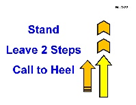 Stand
Leave 2 Steps
Call to Heel